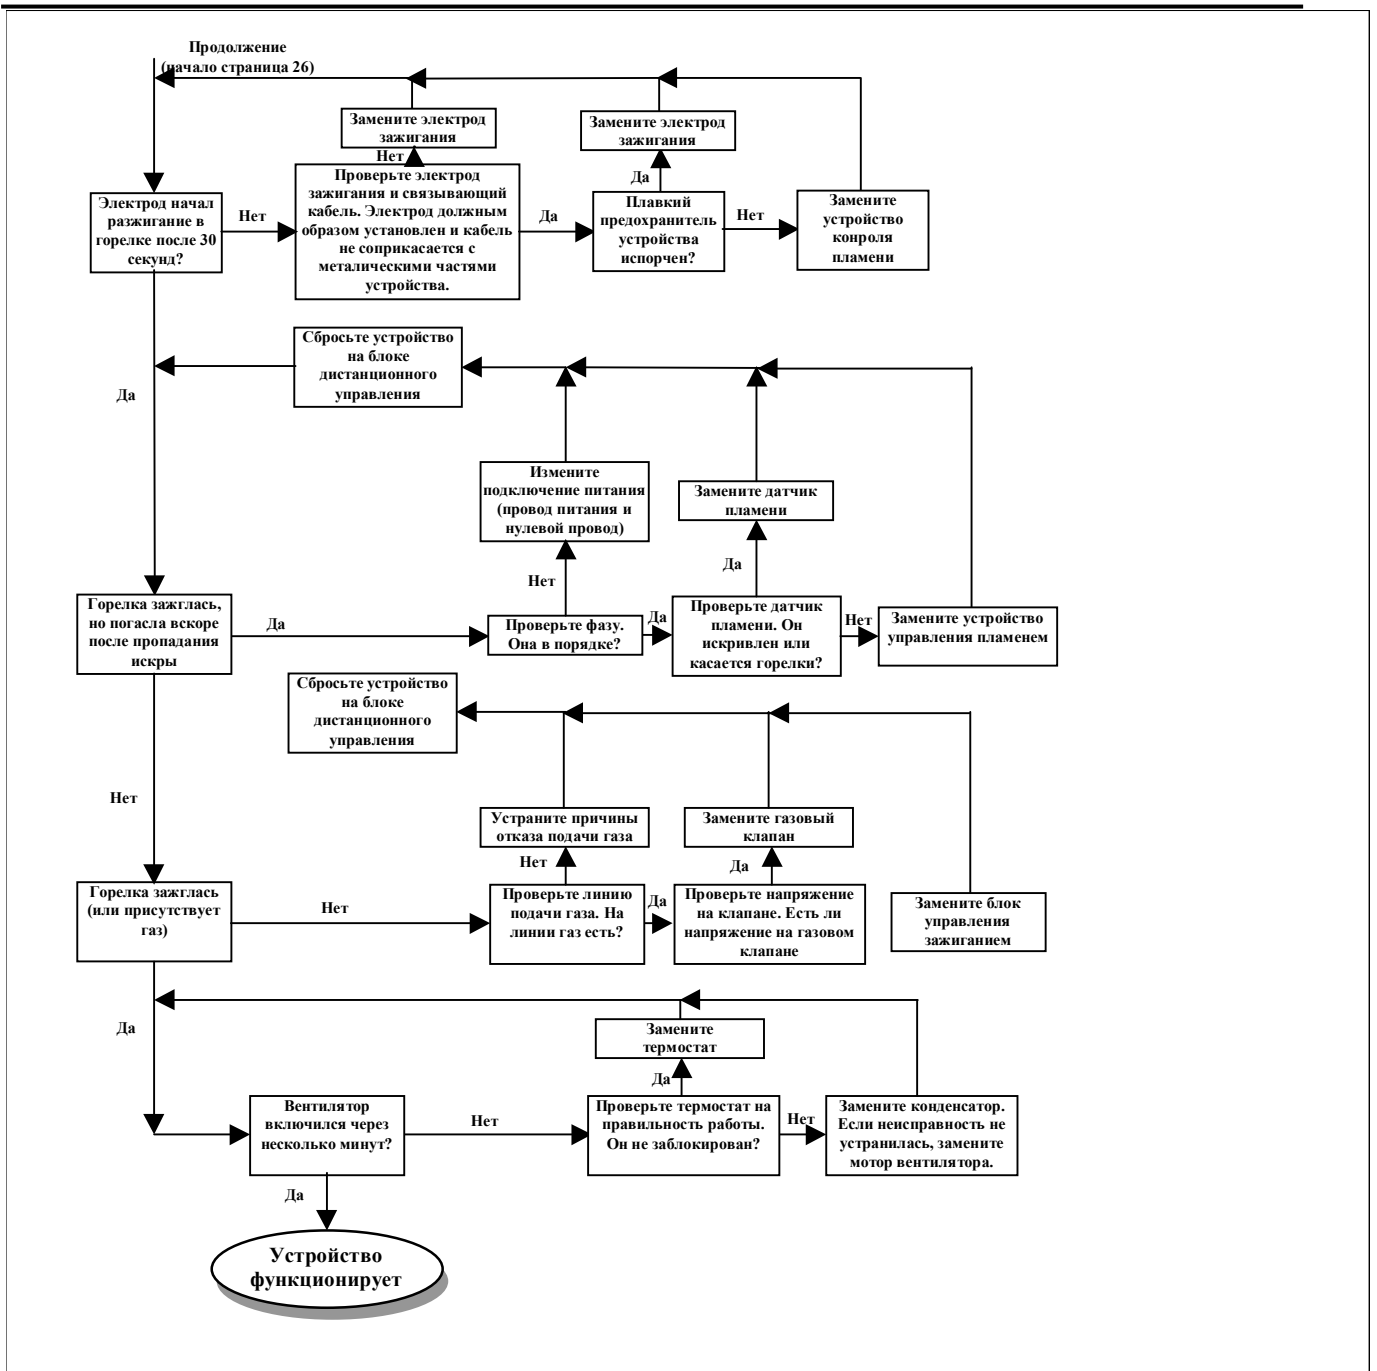 Продолжение
(начало страница 26)
Замените электрод
зажигания
Замените электрод
зажигания
Нет
Да
Проверьте электрод
зажигания и связывающий
кабель. Электрод должным
образом установлен и кабель
не соприкасается с
металическими частями
устройства.
Электрод начал
разжигание в
горелке после 30
секунд?
Нет
Да
Плавкий
предохранитель
устройства
испорчен?
Нет
Замените
устройство
конроля
пламени
Сбросьте устройство
на блоке
дистанционного
управления
Да
Измените
подключение питания
(провод питания и
нулевой провод)
Замените датчик
пламени
Нет
Да
Горелка зажглась,
но погасла вскоре
после пропадания
искры
Да
Проверьте фазу.
Она в порядке?
Да
Проверьте датчик
пламени. Он
искривлен или
касается горелки?
Нет
Замените устройство
управления пламенем
Сбросьте устройство
на блоке
дистанционного
управления
Нет
Устраните причины
отказа подачи газа
Замените газовый
клапан
Нет
Да
Горелка зажглась
(или присутствует
газ)
Нет
Проверьте линию
подачи газа. На
линии газ есть?
Да
Проверьте напряжение
на клапане. Есть ли
напряжение на газовом
клапане
Замените блок
управления
зажиганием
Да
Замените
термостат
Да
Вентилятор
включился через
несколько минут?
Нет
Проверьте термостат на
правильность работы.
Он не заблокирован?
Нет
Замените конденсатор.
Если неисправность не
устранилась, замените
мотор вентилятора.
Да
Устройство
функционирует